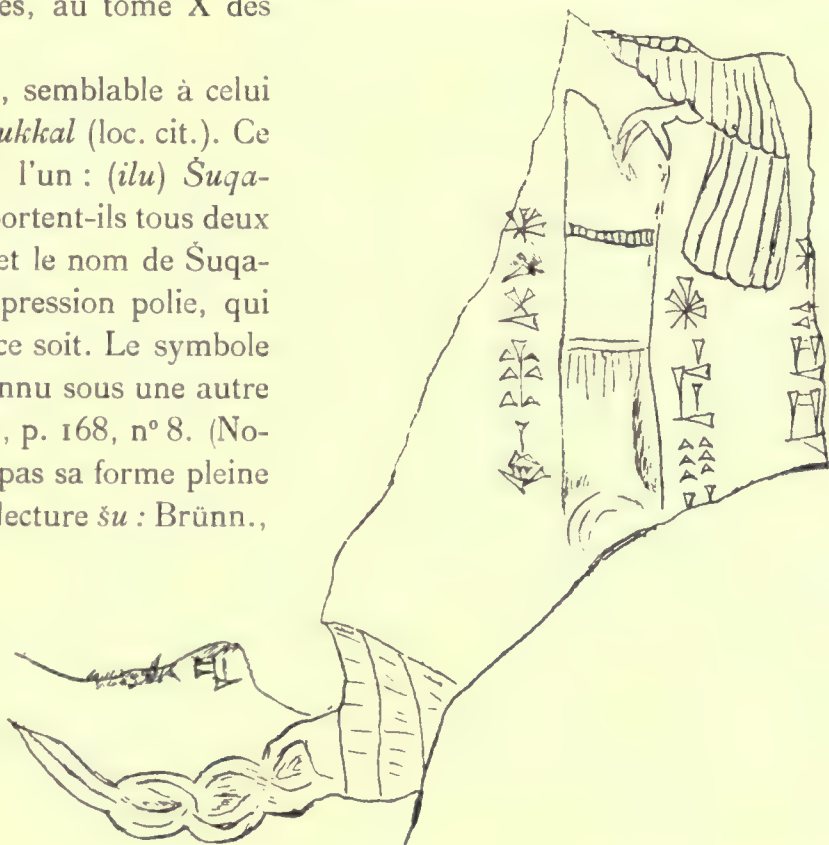 es, au tome X des
, semblable à celui
ukkal (loc. cit.). Ce
l'un : (ilu) Šuqa-
portent-ils tous deux
et le nom de Šuqa-
pression polie, qui
ce soit. Le symbole
nnu sous une autre
, p. 168, n° 8. (No-
pas sa forme pleine
lecture šu : Brünn.,